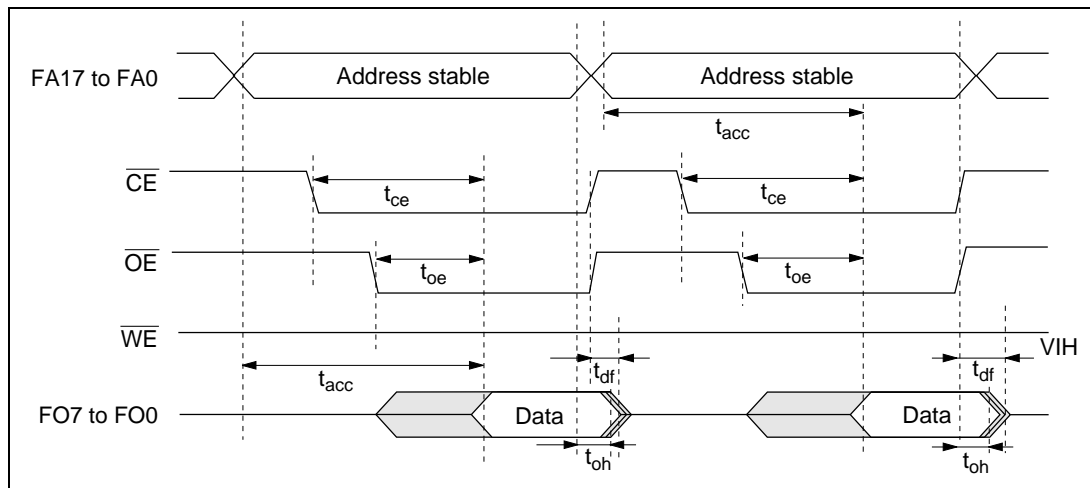 FA17 to FA0
Address stable
Address stable
tacc
CE
tce
tce
OE
toe
toe
WE
VIH
tacc
tdf
tdf
FO7 to FO0
Data
Data
toh
toh